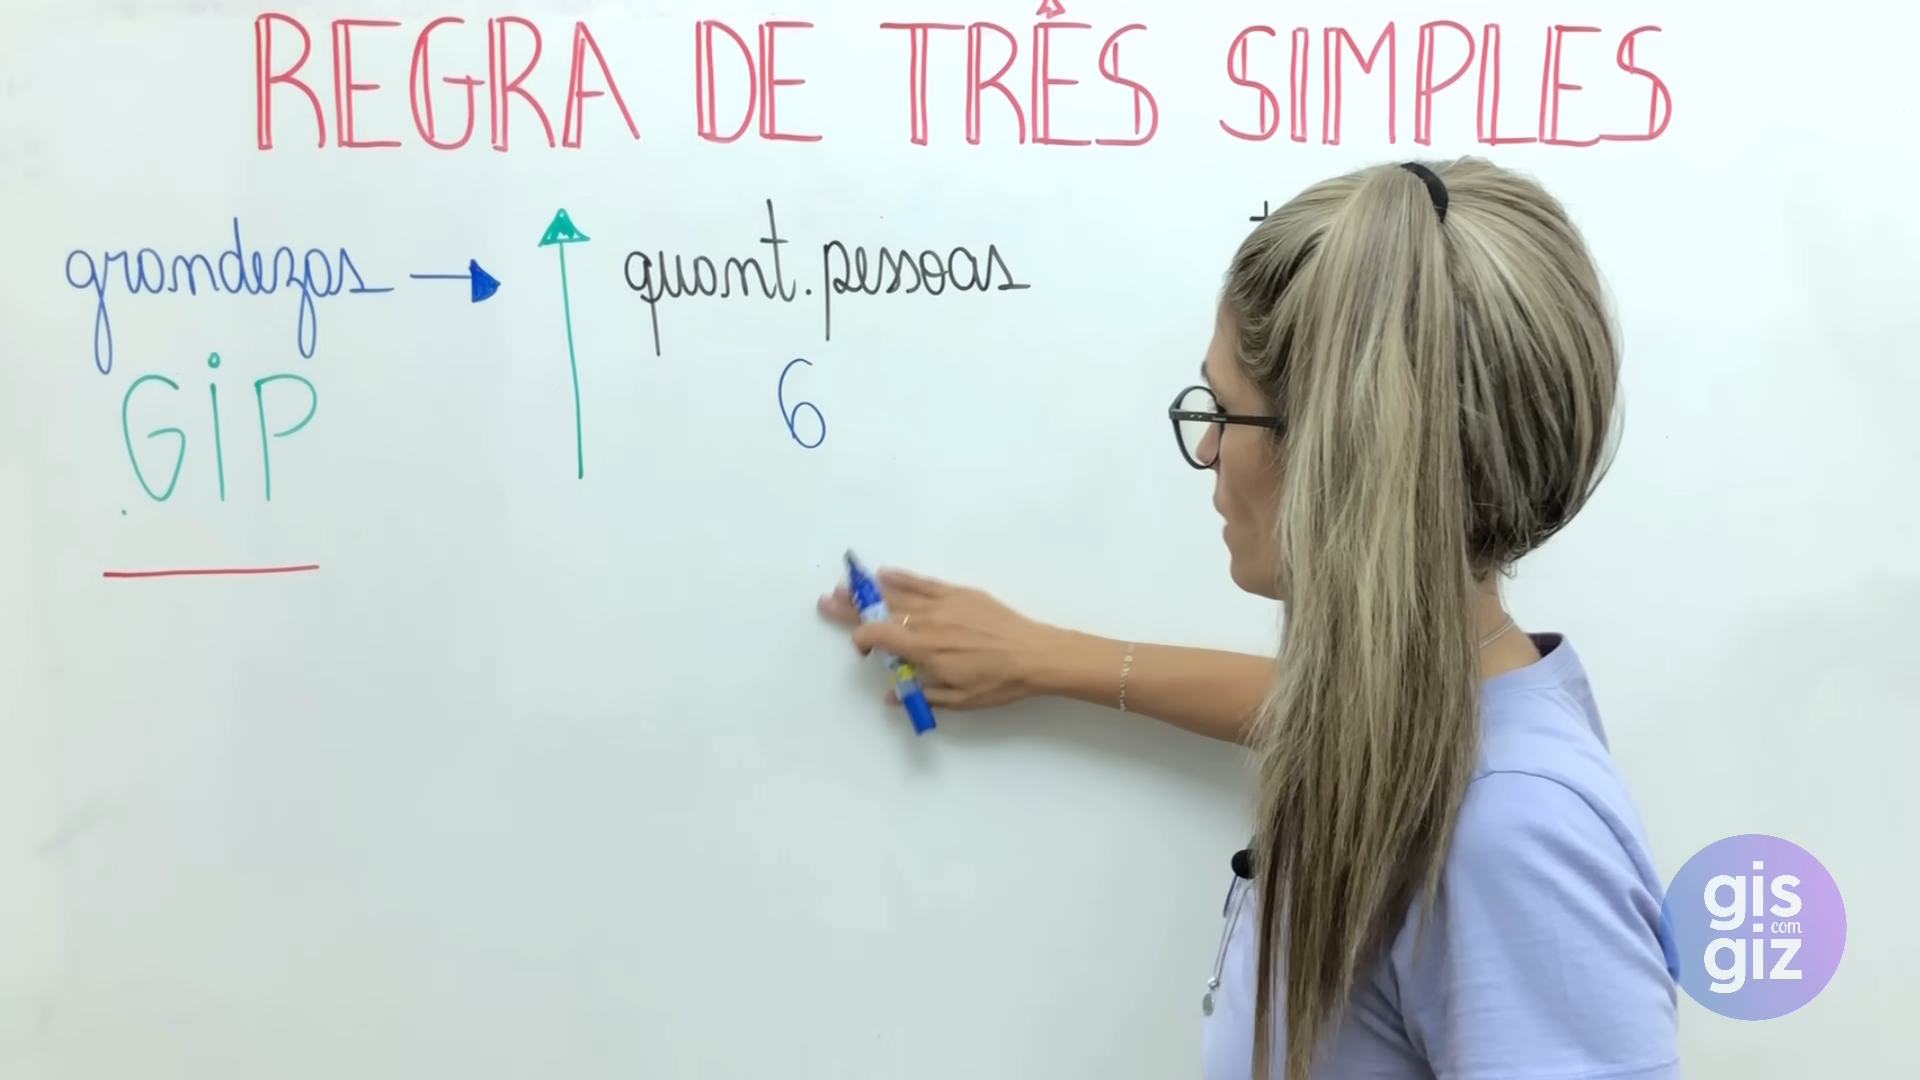 REGRA DE TRÊS SIMPLES
grandezas → quant. pessoas
GIP
6
gis
com
giz